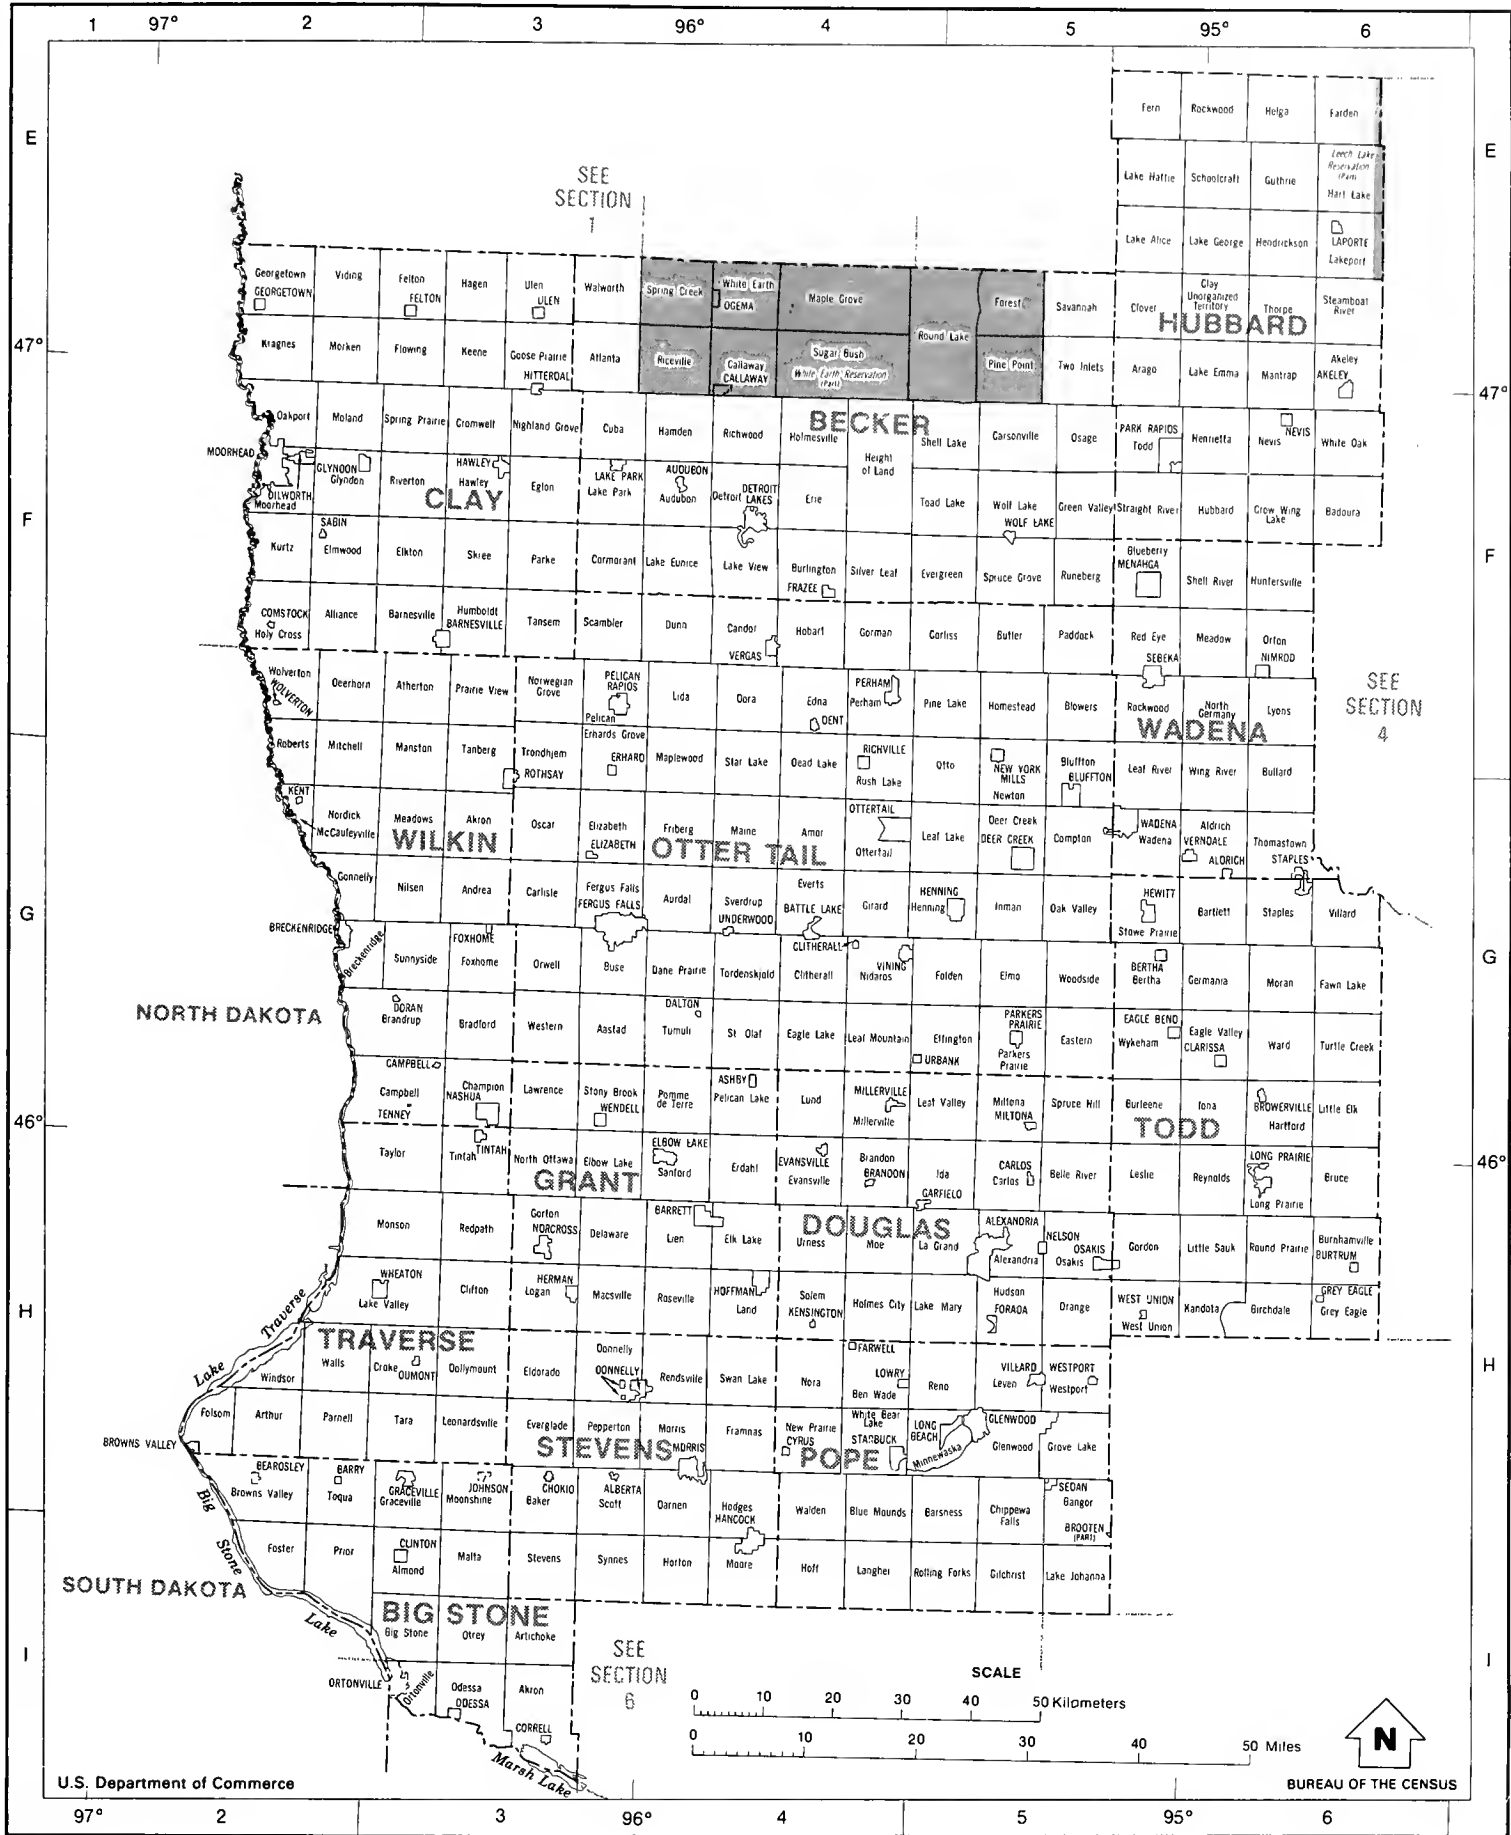 1 97° 2 3 96° 4 5 95° 6
E E
Fern Rockwood Helga Farden
SEE
SECTION
1
Lake Hattie Schoolcraft Guthrie
Leech Lake
Reservation
(Part)
Hart Lake
Lake Alice Lake George Hendrickson
LAPORTE
Lakeport
Georgetown
GEORGETOWN
Viding
Felton
FELTON
Hagen
Ulen
ULEN
Walworth
Spring Creek
White Earth
OGEMA
Maple Grove
Forest
Savannah
Clover
Clay
Unorganized
Territory
Thorpe
Steamboat
River
HUBBARD
47° 47°
Kragnes Morken Flowing Keene
Goose Prairie
HITTERDAL
Atlanta
Riceville
Callaway
CALLAWAY
Sugar Bush
White Earth Reservation
(Part)
Round Lake
Pine Point
Two Inlets
Arago
Lake Emma
Mantrap
Akeley
AKELEY
Oakport Moland Spring Prairie Cromwell Highland Grove Cuba Hamden Richwood Holmesville
BECKER
Height
of Land
Shell Lake Carsonville Osage
PARK RAPIDS
Todd
Henrietta
Nevis
NEVIS
White Oak
MOORHEAD
DILWORTH
Moorhead
GLYNDON
Glyndon
Riverton
HAWLEY
Hawley
CLAY
Eglon
LAKE PARK
Lake Park
AUDUBON
Audubon
Detroit
DETROIT
LAKES
Erie
Toad Lake
Wolf Lake
WOLF LAKE
Green Valley
Straight River
Hubbard
Crow Wing
Lake
Badoura
F F
Kurtz
SABIN
Elmwood
Elkton Skree Parke Cormorant Lake Eunice Lake View
Burlington
FRAZEE
Silver Leaf Evergreen Spruce Grove Runeberg
Blueberry
MENAHGA
Shell River Huntersville
COMSTOCK
Holy Cross
Alliance
Barnesville
Humboldt
BARNESVILLE
Tansem Scambler Dunn
Candor
VERGAS
Hobart Gorman Corliss Butler Paddock
Red Eye
SEBEKA
Meadow
Orton
NIMROD
Wolverton
WOLVERTON
Deerhorn Atherton Prairie View
Norwegian
Grove
PELICAN
RAPIDS
Pelican
Lida Dora
Edna
DENT
PERHAM
Perham
Pine Lake Homestead Blowers
Rockwood
North
Germany
Lyons
WADENA
SEE
SECTION
4
Roberts Mitchell Manston Tanberg
Trondhjem
ROTHSAY
Erhards Grove
ERHARD
Maplewood Star Lake Dead Lake
RICHVILLE
Rush Lake
Otto
NEW YORK
MILLS
Newton
Bluffton
BLUFFTON
Leaf River Wing River Bullard
KENT
Nordick
McCauleyville
Meadows
Akron
WILKIN
Oscar
Elizabeth
ELIZABETH
Friberg Maine Amor
OTTER TAIL
OTTERTAIL
Ottertail
Leaf Lake
Deer Creek
DEER CREEK
Compton
WADENA
Wadena
Aldrich
VERNDALE
ALDRICH
Thomastown
STAPLES
G G
Connelly Nilsen Andrea Carlisle
Fergus Falls
FERGUS FALLS
Aurdal
Sverdrup
UNDERWOOD
Everts
BATTLE LAKE
Girard
HENNING
Henning
Inman Oak Valley
HEWITT
Stowe Prairie
Bartlett Staples Villard
BRECKENRIDGE
Breckenridge
Sunnyside
FOXHOME
Foxhome
Orwell Buse Dane Prairie Tordenskjold
CLITHERALL
Clitherall
VINING
Nidaros
Folden Elmo Woodside
BERTHA
Bertha
Germania Moran Fawn Lake
NORTH DAKOTA
DORAN
Brandrup
Bradford Western Aastad
DALTON
Tumuli
St Olaf Eagle Lake Leaf Mountain
Effington
URBANK
PARKERS
PRAIRIE
Parkers
Prairie
Eastern
EAGLE BEND
Wykeham
Eagle Valley
CLARISSA
Ward Turtle Creek
CAMPBELL
Campbell
TENNEY
Champion
NASHUA
Lawrence
Stony Brook
WENDELL
Pomme
de Terre
ASHBY
Pelican Lake
Lund
MILLERVILLE
Millerville
Leaf Valley
Miltona
MILTONA
Spruce Hill Burleene Iona
BROWERVILLE
Hartford
Little Elk
TODD
46° 46°
Taylor
Tintah
TINTAH
North Ottawa Elbow Lake
GRANT
ELBOW LAKE
Sanford
Erdahl
EVANSVILLE
Evansville
Brandon
BRANDON
Ida
GARFIELD
CARLOS
Carlos
Belle River Leslie Reynolds
LONG PRAIRIE
Long Prairie
Bruce
Monson Redpath
Gorton
NORCROSS
Delaware
BARRETT
Lien
Elk Lake
DOUGLAS
Urness Moe La Grand
ALEXANDRIA
Alexandria
NELSON
OSAKIS
Osakis
Gordon Little Sauk Round Prairie
Burnhamville
BURTRUM
H H
WHEATON
Lake Valley
Clifton
HERMAN
Logan
Macsville Roseville
HOFFMAN
Land
Solem
KENSINGTON
Holmes City Lake Mary
Hudson
FORADA
Orange
WEST UNION
West Union
Kandota Birchdale
GREY EAGLE
Grey Eagle
Lake Traverse
TRAVERSE
Windsor Walls
Croke
DUMONT
Dollymount Eldorado
Donnelly
DONNELLY
Rendsville Swan Lake Nora
FARWELL
LOWRY
Ben Wade
Reno
VILLARD
Leven
WESTPORT
Westport
Folsom Arthur Parnell Tara Leonardsville Everglade Pepperton
Morris
MORRIS
STEVENS
Framnas
New Prairie
CYRUS
POPE
White Bear
Lake
STARBUCK
LONG
BEACH
Minnewaska
GLENWOOD
Glenwood
Grove Lake
BROWNS VALLEY
BEARDSLEY
Browns Valley
BARRY
Toqua
GRACEVILLE
Graceville
JOHNSON
Moonshine
CHOKIO
Baker
ALBERTA
Scott
Darnen
Hodges
HANCOCK
Walden Blue Mounds Barsness
Chippewa
Falls
SEDAN
Bangor
BROOTEN
(PART)
Big Stone Lake
Foster Prior
CLINTON
Almond
Malta Stevens Synnes Horton Moore Hoff Langhei Rolling Forks Gilchrist Lake Johanna
SOUTH DAKOTA
BIG STONE
Big Stone Otrey Artichoke
I I
SEE
SECTION
6
ORTONVILLE
Ortonville
Odessa
ODESSA
Akron
CORRELL
Marsh Lake
SCALE
0 10 20 30 40 50 Kilometers
0 10 20 30 40 50 Miles
N
U.S. Department of Commerce
BUREAU OF THE CENSUS
97° 2 3 96° 4 5 95° 6